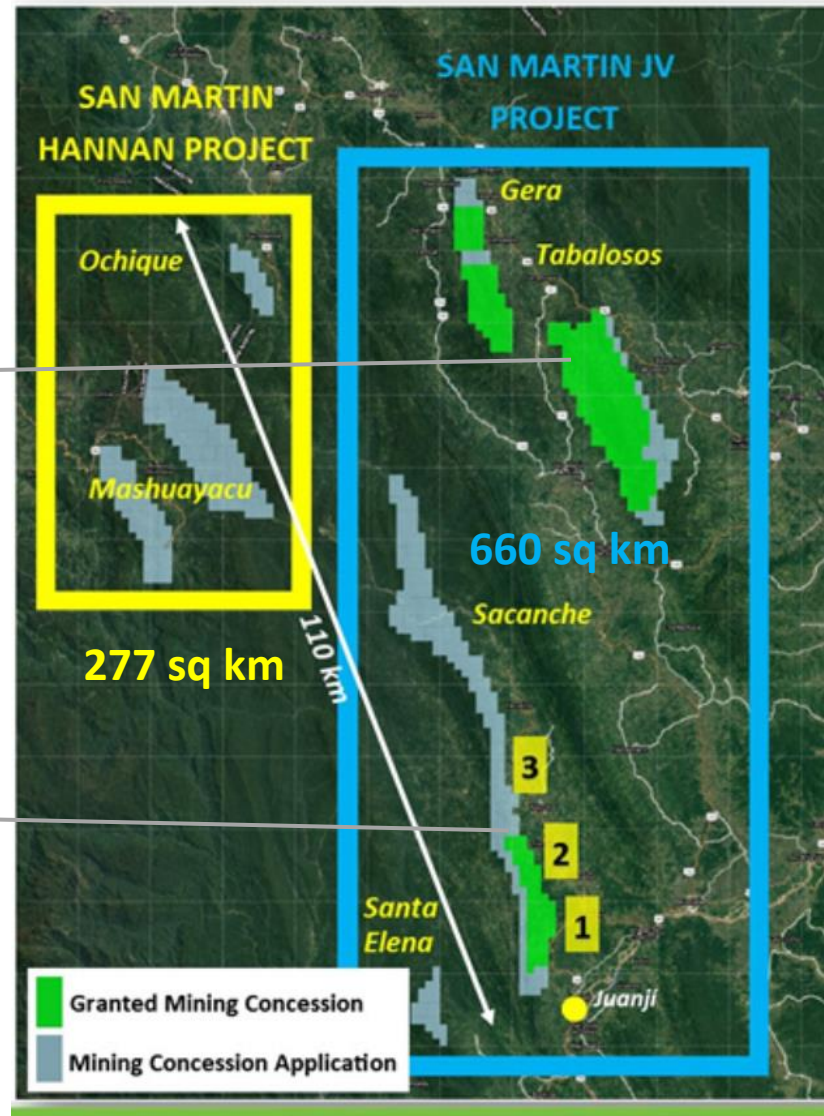 SAN MARTIN
HANNAN PROJECT
SAN MARTIN JV
PROJECT
Gera
Ochique
Tabalosos
Mashuayacu
660 sq km
Sacanche
110 km
277 sq km
3
2
1
Santa
Elena
Juanji
Granted Mining Concession
Mining Concession Application